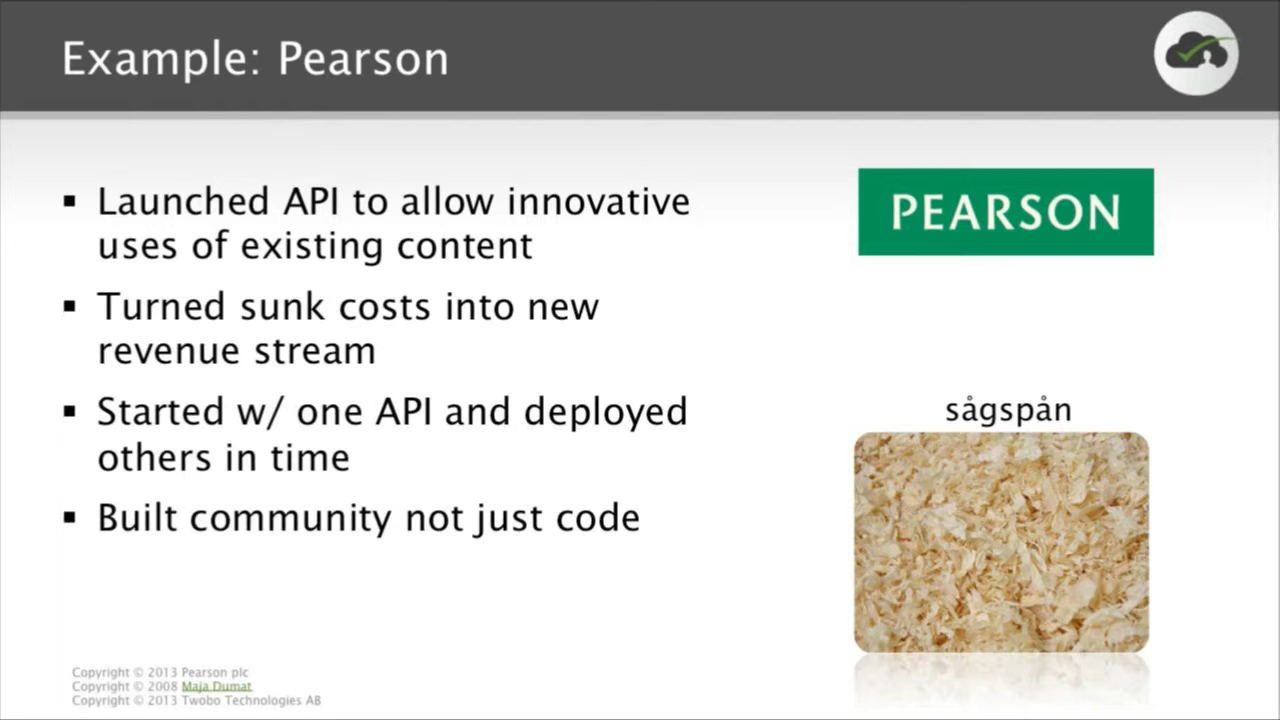 Example: Pearson
▪ Launched API to allow innovative
uses of existing content
▪ Turned sunk costs into new
revenue stream
▪ Started w/ one API and deployed
others in time
▪ Built community not just code
PEARSON
sågspån
Copyright © 2013 Pearson plc
Copyright © 2008 Maja Dumat
Copyright © 2013 Twobo Technologies AB